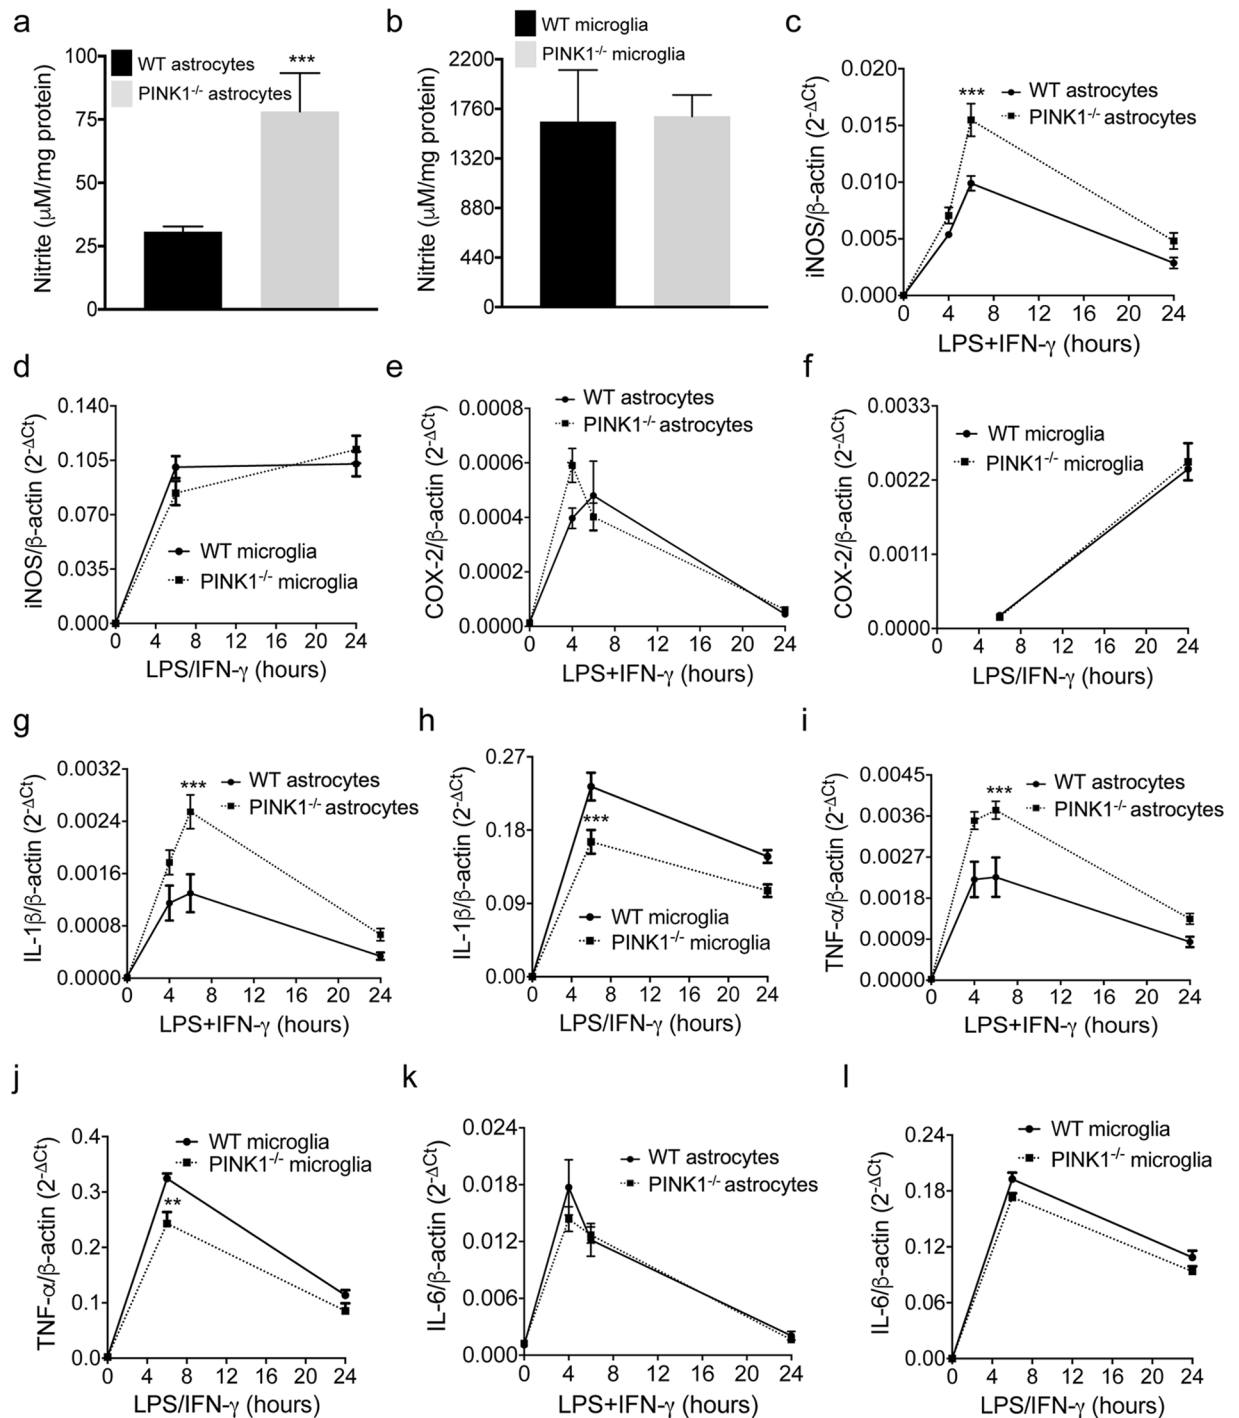 a
WT astrocytes
PINK1-/- astrocytes
***
Nitrite (μM/mg protein)
100
75
50
25
0
b
WT microglia
PINK1-/- microglia
Nitrite (μM/mg protein)
2200
1760
1320
880
440
0
c
iNOS/β-actin (2-ΔCt)
0.020
0.015
0.010
0.005
0.000
***
WT astrocytes
PINK1-/- astrocytes
0 4 8 12 16 20 24
LPS+IFN-γ (hours)
d
iNOS/β-actin (2-ΔCt)
0.140
0.105
0.070
0.035
0.000
WT microglia
PINK1-/- microglia
0 4 8 12 16 20 24
LPS/IFN-γ (hours)
e
COX-2/β-actin (2-ΔCt)
0.0008
0.0006
0.0004
0.0002
0.0000
WT astrocytes
PINK1-/- astrocytes
0 4 8 12 16 20 24
LPS+IFN-γ (hours)
f
COX-2/β-actin (2-ΔCt)
0.0033
0.0022
0.0011
0.0000
WT microglia
PINK1-/- microglia
0 4 8 12 16 20 24
LPS/IFN-γ (hours)
g
IL-1β/β-actin (2-ΔCt)
0.0032
0.0024
0.0016
0.0008
0.0000
***
WT astrocytes
PINK1-/- astrocytes
0 4 8 12 16 20 24
LPS+IFN-γ (hours)
h
IL-1β/β-actin (2-ΔCt)
0.27
0.18
0.09
0.00
***
WT microglia
PINK1-/- microglia
0 4 8 12 16 20 24
LPS/IFN-γ (hours)
i
TNF-α/β-actin (2-ΔCt)
0.0045
0.0036
0.0027
0.0018
0.0009
0.0000
***
WT astrocytes
PINK1-/- astrocytes
0 4 8 12 16 20 24
LPS+IFN-γ (hours)
j
TNF-α/β-actin (2-ΔCt)
0.4
0.3
0.2
0.1
0.0
**
WT microglia
PINK1-/- microglia
0 4 8 12 16 20 24
LPS/IFN-γ (hours)
k
IL-6/β-actin (2-ΔCt)
0.024
0.018
0.012
0.006
0.000
WT astrocytes
PINK1-/- astrocytes
0 4 8 12 16 20 24
LPS+IFN-γ (hours)
l
IL-6/β-actin (2-ΔCt)
0.24
0.18
0.12
0.06
0.00
WT microglia
PINK1-/- microglia
0 4 8 12 16 20 24
LPS/IFN-γ (hours)